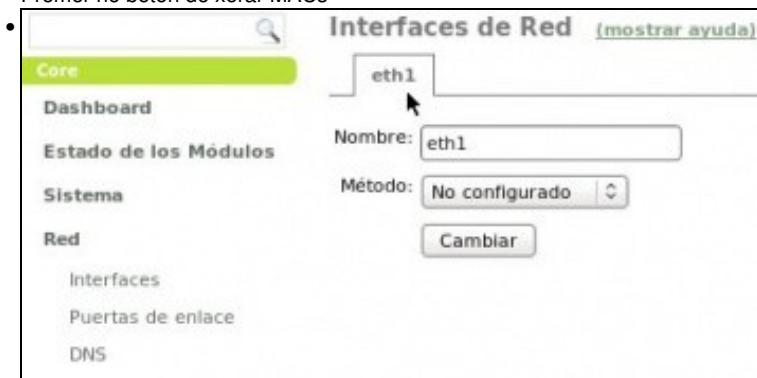 Premer no botón de xerar MACs
Interfaces de Red (mostrar ayuda)
Core
eth1
Dashboard
Nombre: eth1
Estado de los Módulos
Método: No configurado
Sistema
Cambiar
Red
Interfaces
Puertas de enlace
DNS